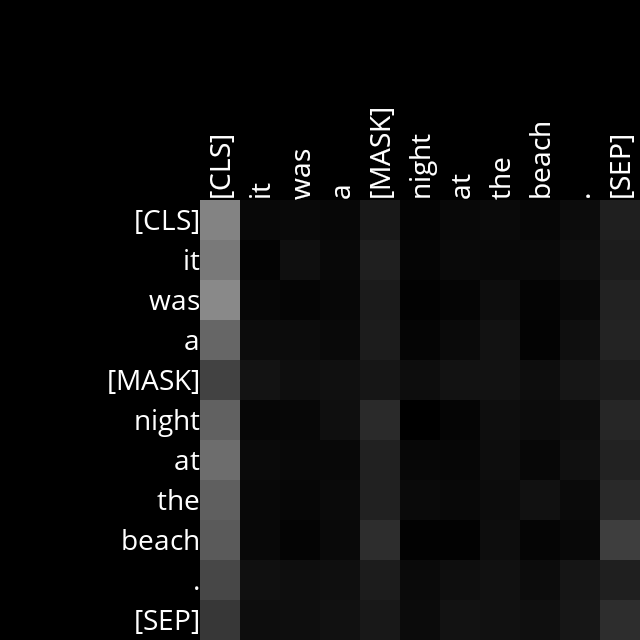 [CLS] it was a [MASK] night at the beach . [SEP]
[CLS]
it
was
a
[MASK]
night
at
the
beach
.
[SEP]